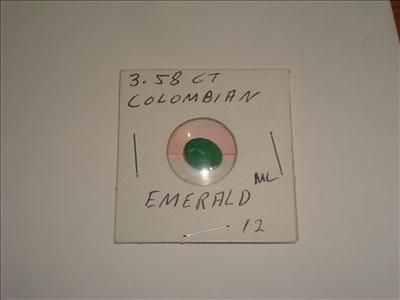 3.58 CT
COLOMBIAN
ML
EMERALD
12